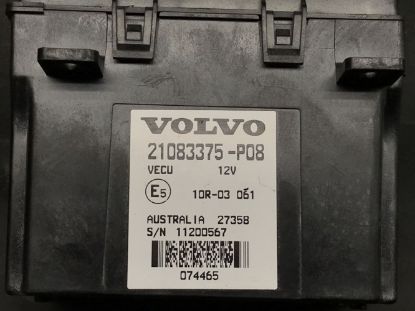 VOLVO
21083375-P08
VECU 12V
E5 10R-03 061
AUSTRALIA 27358
S/N 11200567
074465